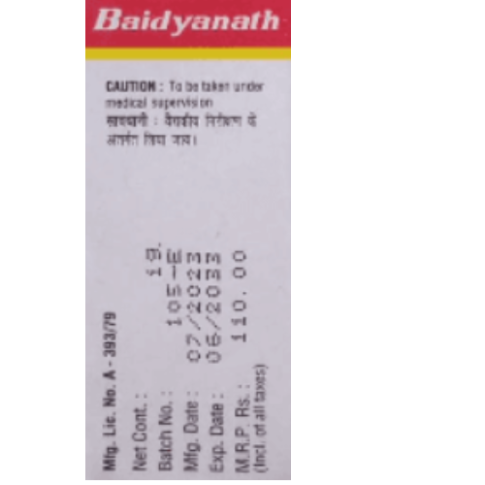 Baidyanath
CAUTION : To be taken under
medical supervision
सावधानी : वैद्यकीय निरीक्षण के
अंतर्गत लिया जाय।
Mfg. Lic. No. A - 393/79
Net Cont. : 1g.
Batch No. : 105-E
Mfg. Date : 07/2023
Exp. Date : 06/2033
M.R.P. Rs. : 110.00
(Incl. of all taxes)